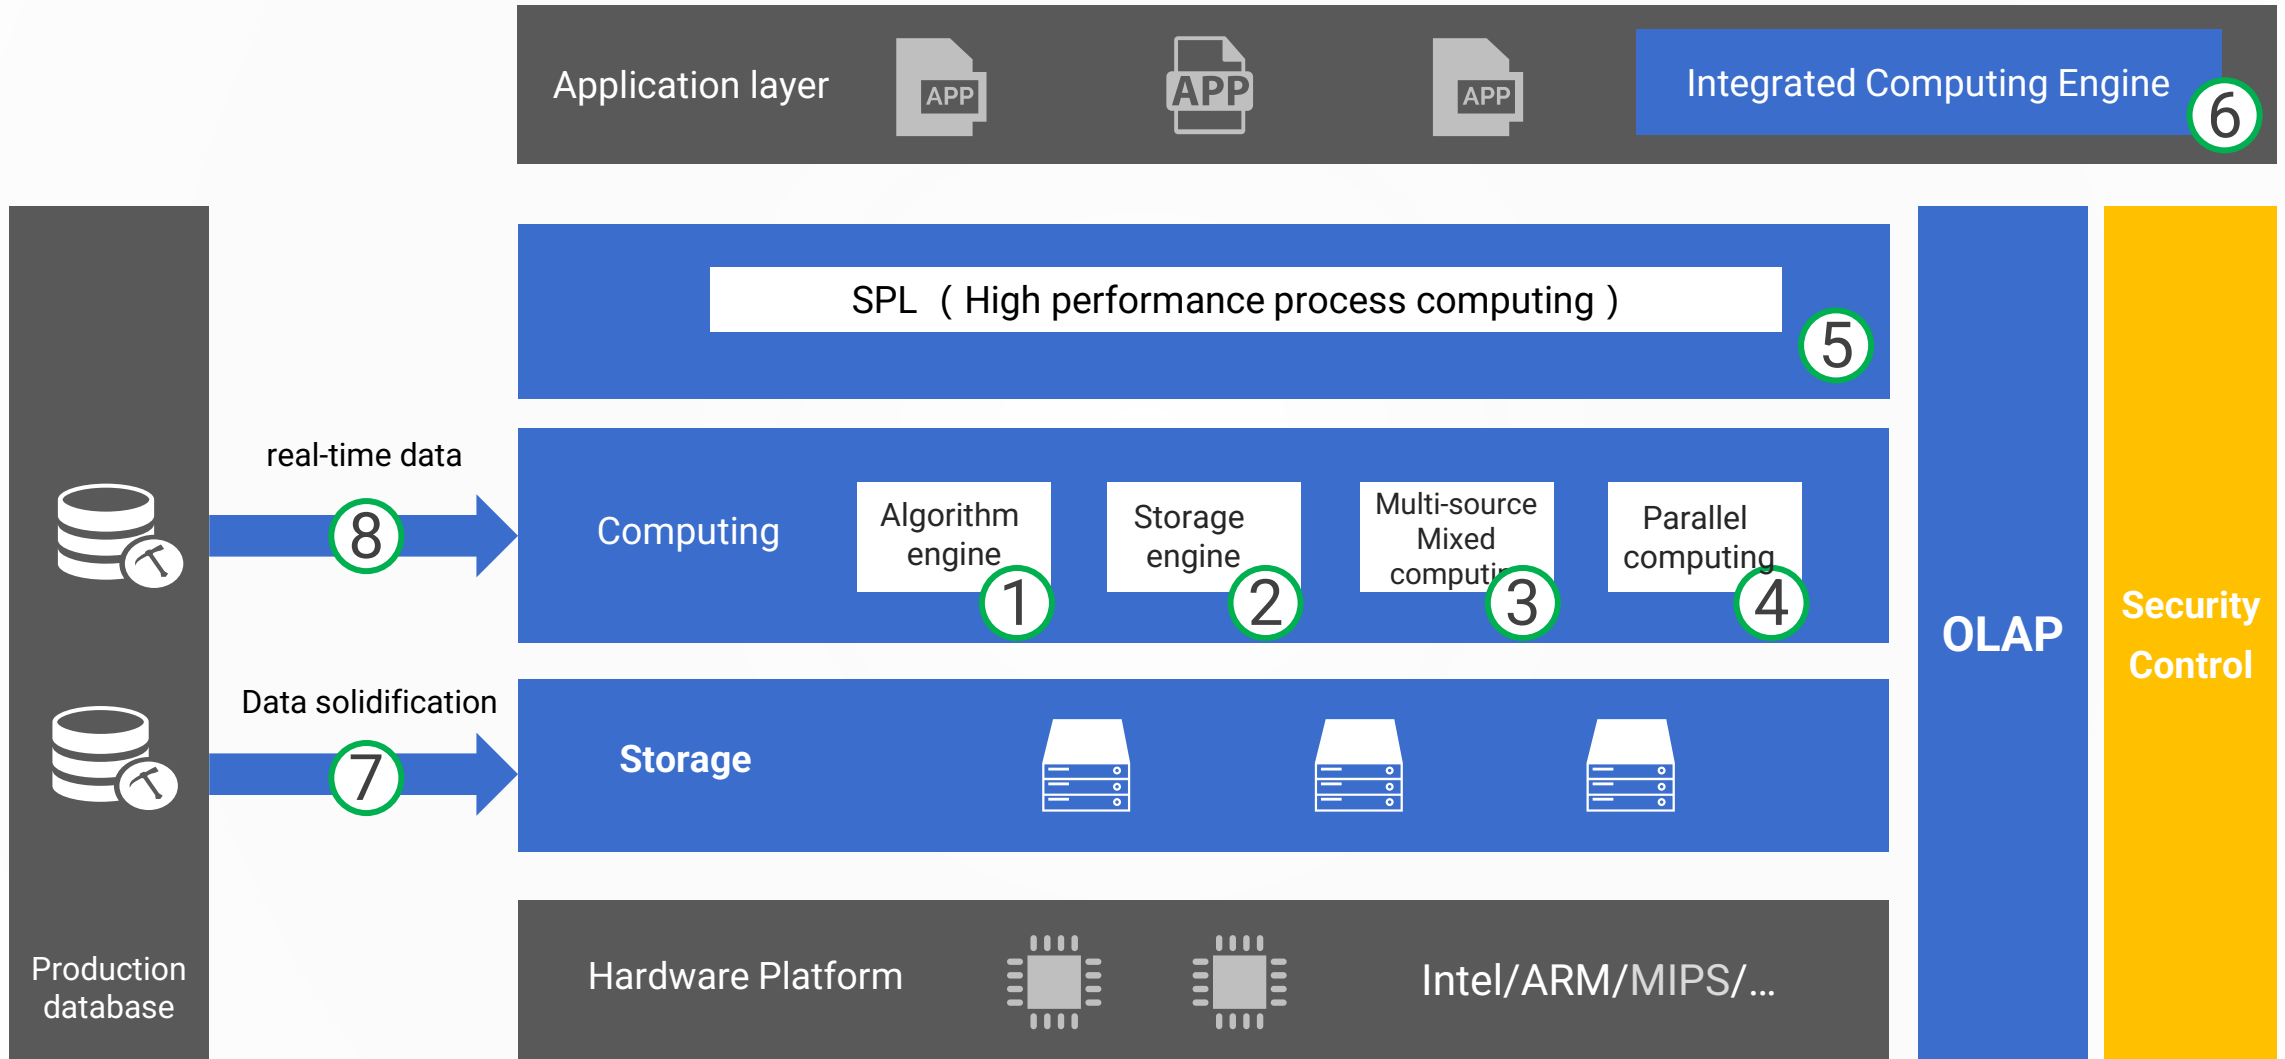 Application layer
APP
APP
APP
Integrated Computing Engine
6
SPL ( High performance process computing )
5
real-time data
8
Computing
Algorithm
engine
1
Storage
engine
2
Multi-source
Mixed
3
Parallel
computing
4
Data solidification
7
Storage
Production
database
Hardware Platform
Intel/ARM/MIPS/...
OLAP
Security
Control